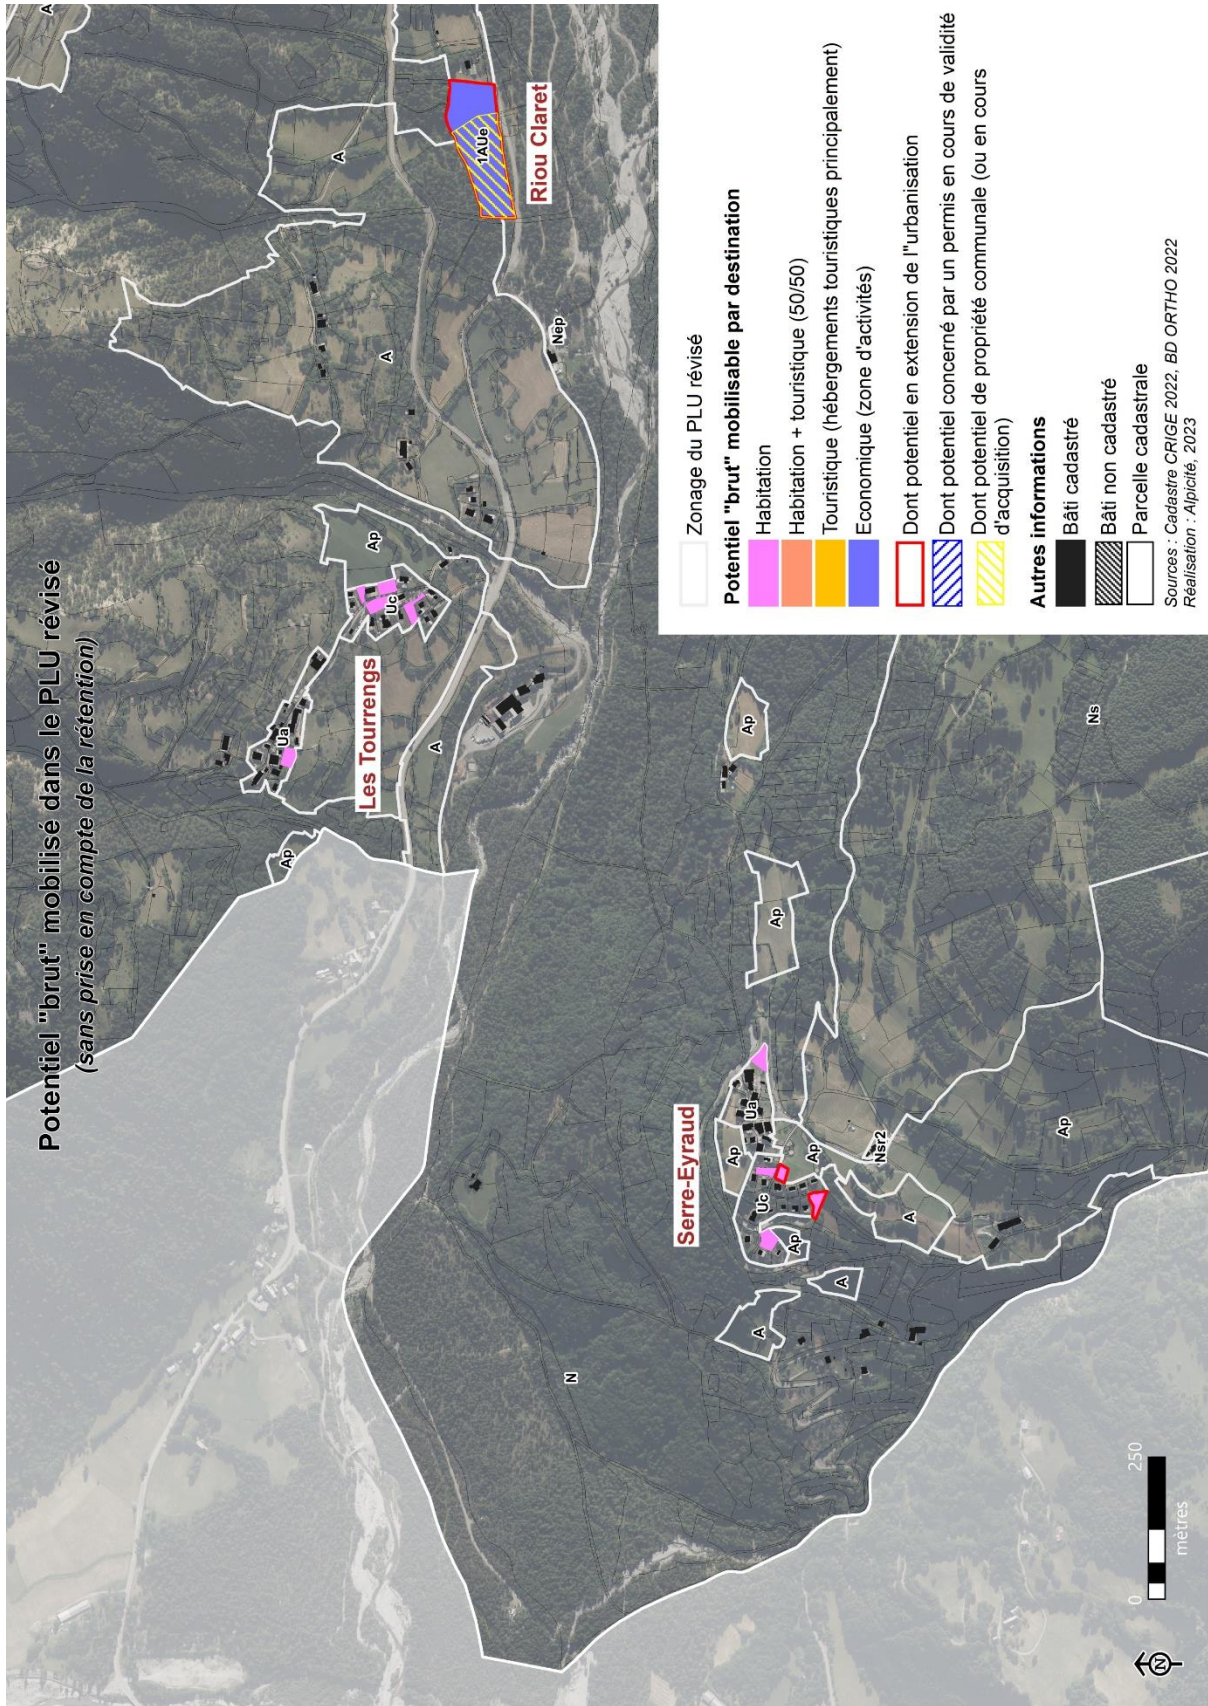 Potentiel "brut" mobilisé dans le PLU révisé
(sans prise en compte de la rétention)
A
A
1AUe
Riou Claret
A
Nep
Ap
Uc
Ua
Les Tourrengs
A
Ap
Ap
Ns
Ap
Serre-Eyraud
Ua
Ap
Ap
Nsr2
Uc
Ap
A
Ap
A
A
N
0
250
mètres
N
Zonage du PLU révisé
Potentiel "brut" mobilisable par destination
Habitation
Habitation + touristique (50/50)
Touristique (hébergements touristiques principalement)
Economique (zone d'activités)
Dont potentiel en extension de l"urbanisation
Dont potentiel concerné par un permis en cours de validité
Dont potentiel de propriété communale (ou en cours
d'acquisition)
Autres informations
Bâti cadastré
Bâti non cadastré
Parcelle cadastrale
Sources : Cadastre CRIGE 2022, BD ORTHO 2022
Réalisation : Alpicité, 2023